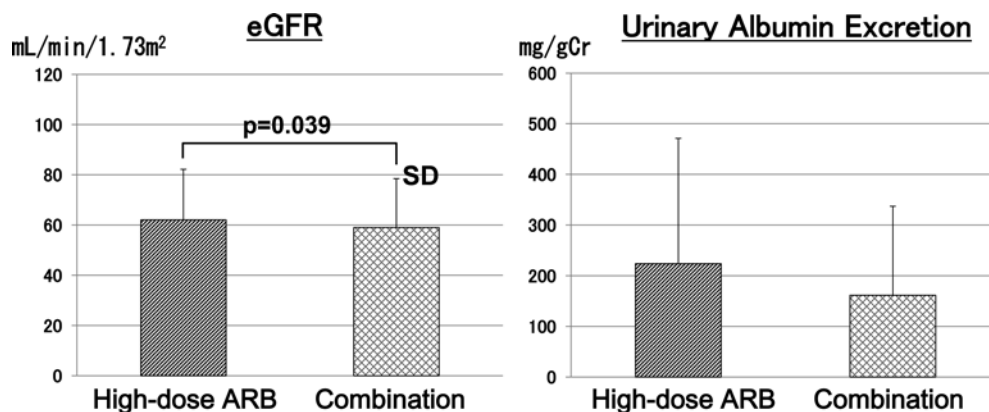 eGFR
mL/min/1.73m²
120
100
80
60
40
20
0
p=0.039
SD
High-dose ARB
Combination
Urinary Albumin Excretion
mg/gCr
600
500
400
300
200
100
0
High-dose ARB
Combination